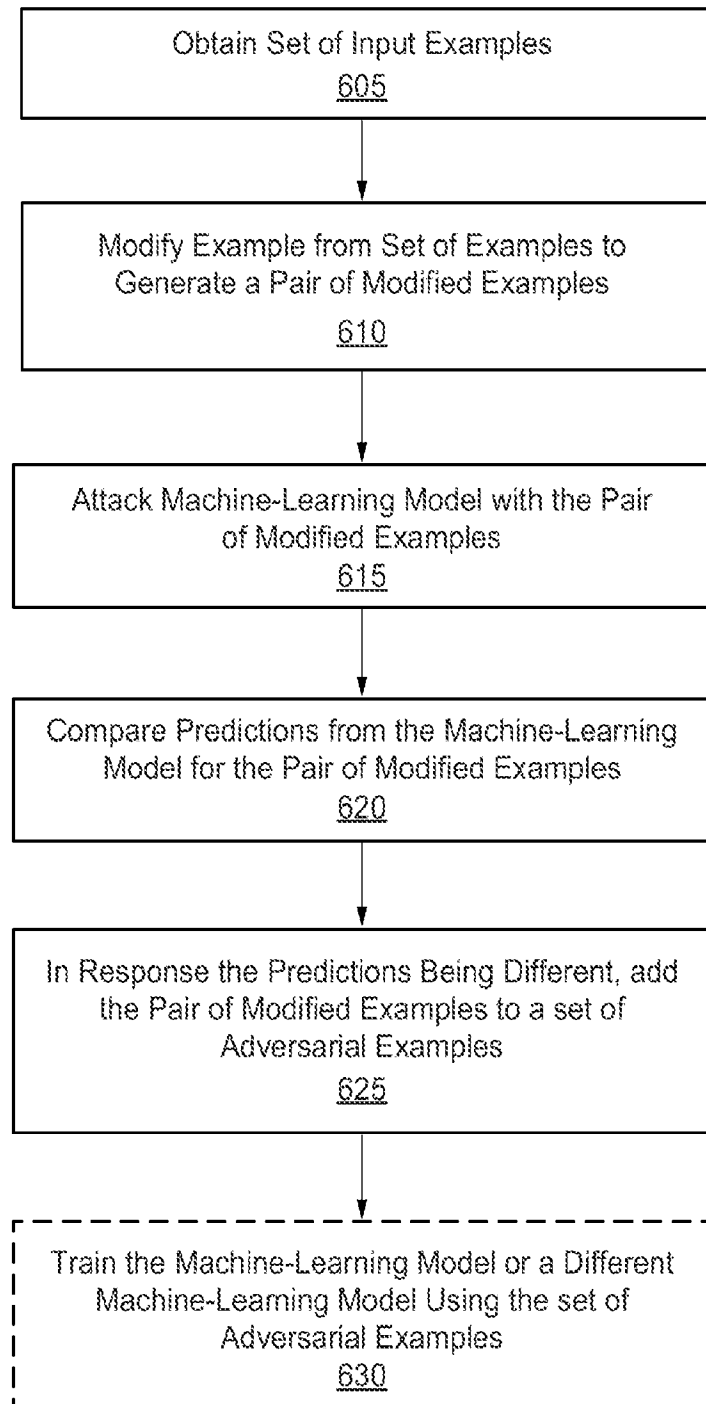 Obtain Set of Input Examples
605
Modify Example from Set of Examples to
Generate a Pair of Modified Examples
610
Attack Machine-Learning Model with the Pair
of Modified Examples
615
Compare Predictions from the Machine-Learning
Model for the Pair of Modified Examples
620
In Response the Predictions Being Different, add
the Pair of Modified Examples to a set of
Adversarial Examples
625
Train the Machine-Learning Model or a Different
Machine-Learning Model Using the set of
Adversarial Examples
630